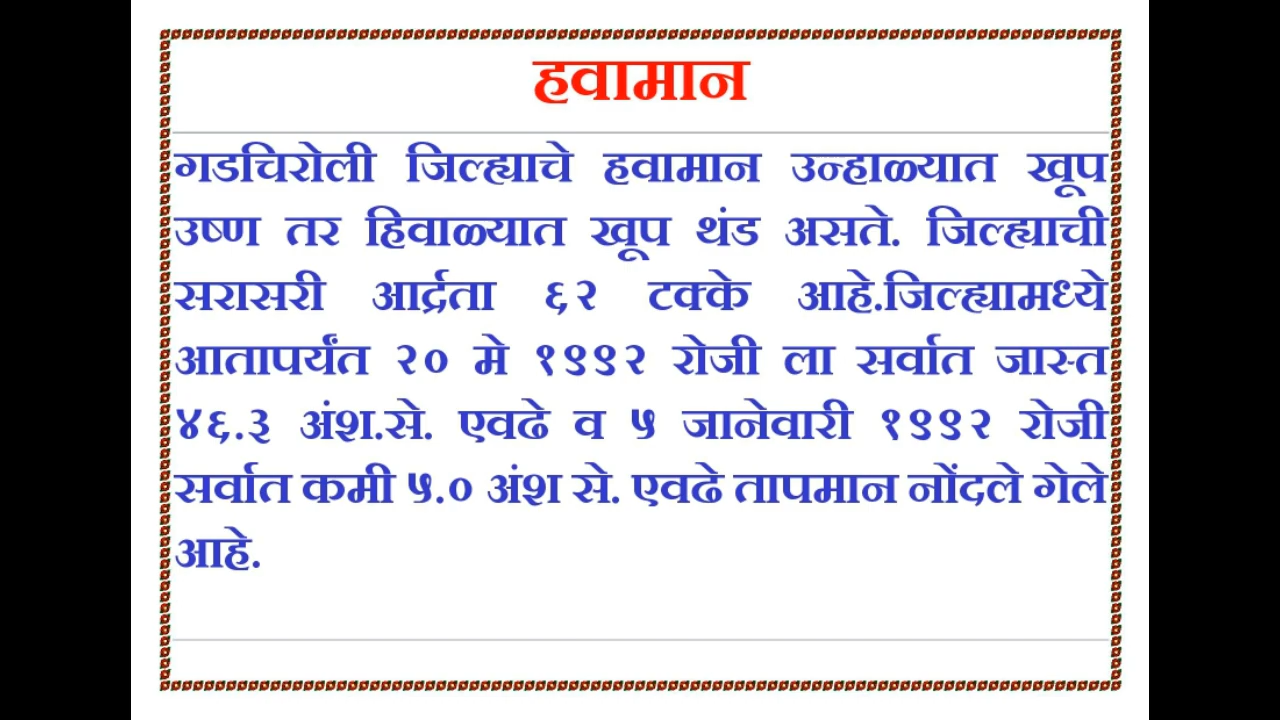 हवामान
गडचिरोली जिल्ह्याचे हवामान उन्हाळ्यात खूप
उष्ण तर हिवाळ्यात खूप थंड असते. जिल्ह्याची
सरासरी आर्द्रता ६२ टक्के आहे.जिल्ह्यामध्ये
आतापर्यंत २० मे १९९२ रोजी ला सर्वात जास्त
४६.३ अंश.से. एवढे व ५ जानेवारी १९९२ रोजी
सर्वात कमी ५.० अंश से. एवढे तापमान नोंदले गेले
आहे.